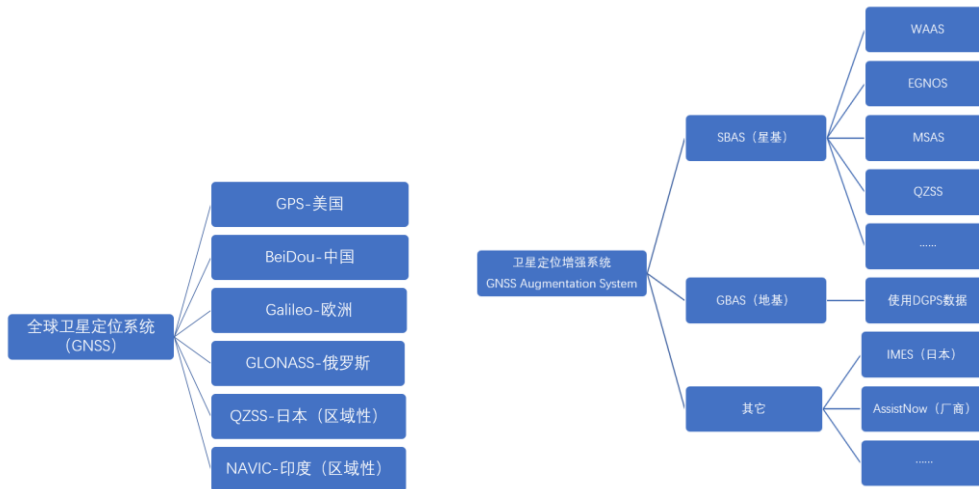 全球卫星定位系统
（GNSS）
GPS-美国
BeiDou-中国
Galileo-欧洲
GLONASS-俄罗斯
QZSS-日本（区域性）
NAVIC-印度（区域性）
卫星定位增强系统
GNSS Augmentation System
SBAS（星基）
WAAS
EGNOS
MSAS
QZSS
......
GBAS（地基）
使用DGPS数据
其它
IMES（日本）
AssistNow（厂商）
......